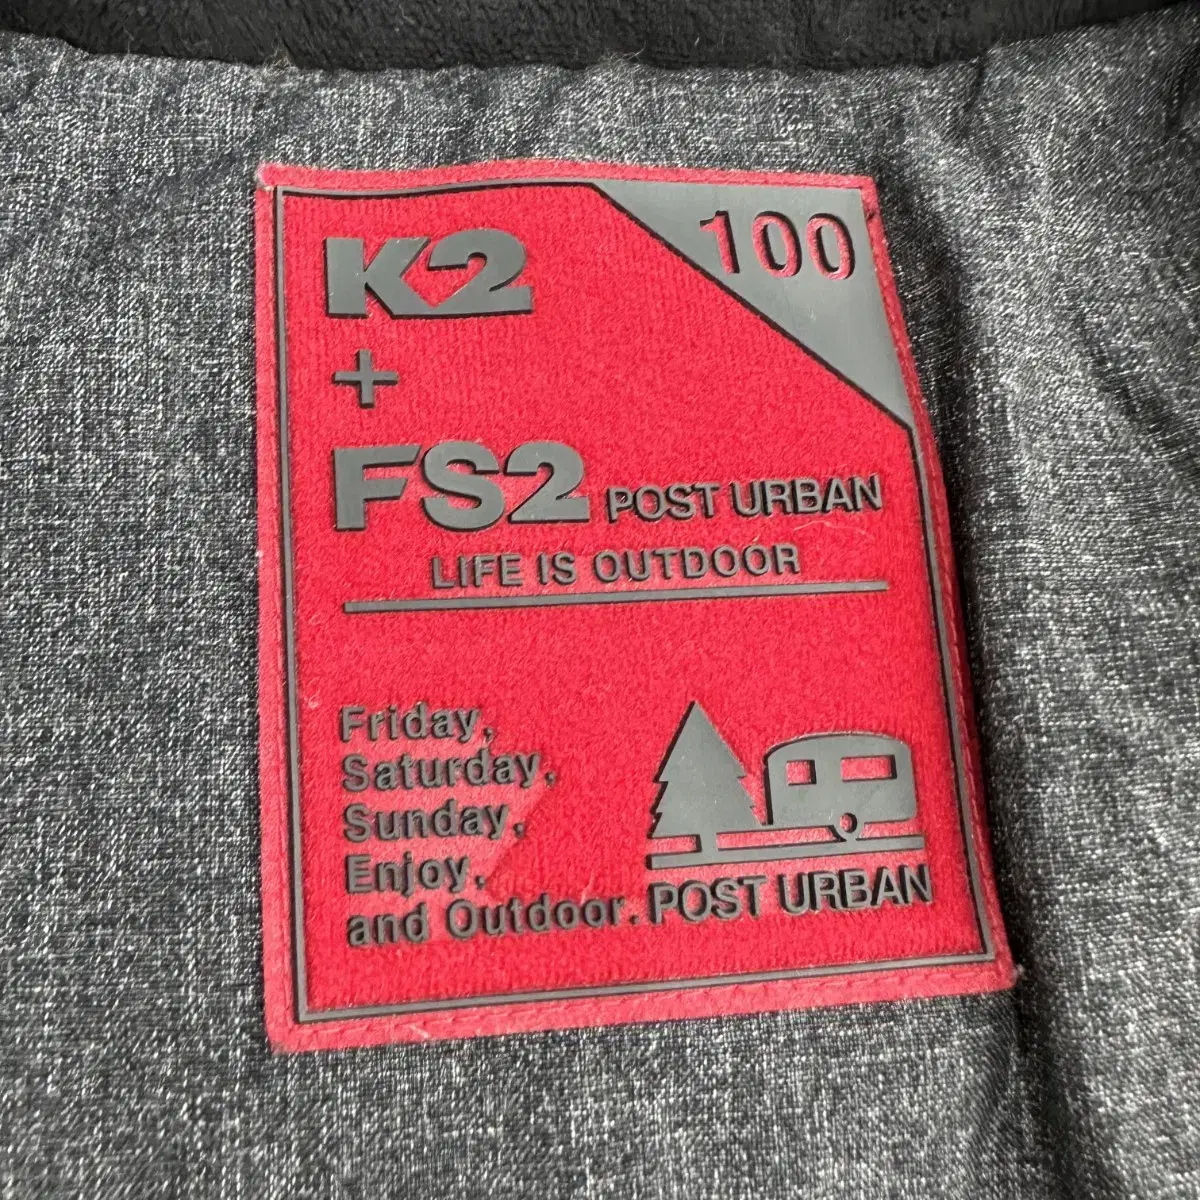 K2
100
+
FS2 POST URBAN
LIFE IS OUTDOOR
Friday,
Saturday,
Sunday,
Enjoy,
and Outdoor.
POST URBAN